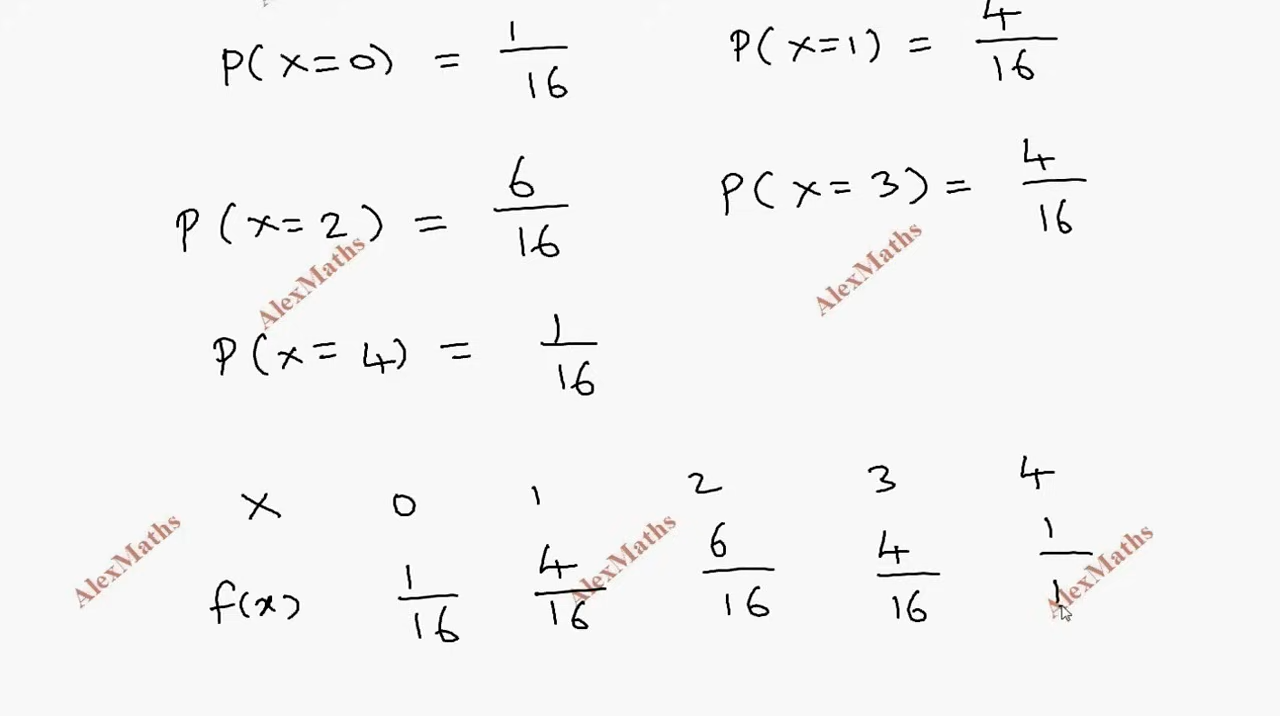 P(x=0) = 1/16 P(x=1) = 4/16
P(x=2) = 6/16 P(x=3) = 4/16
AlexMaths AlexMaths
P(x=4) = 1/16
x 0 1 2 3 4
f(x) 1/16 4/16 6/16 4/16 1/1
AlexMaths AlexMaths AlexMaths